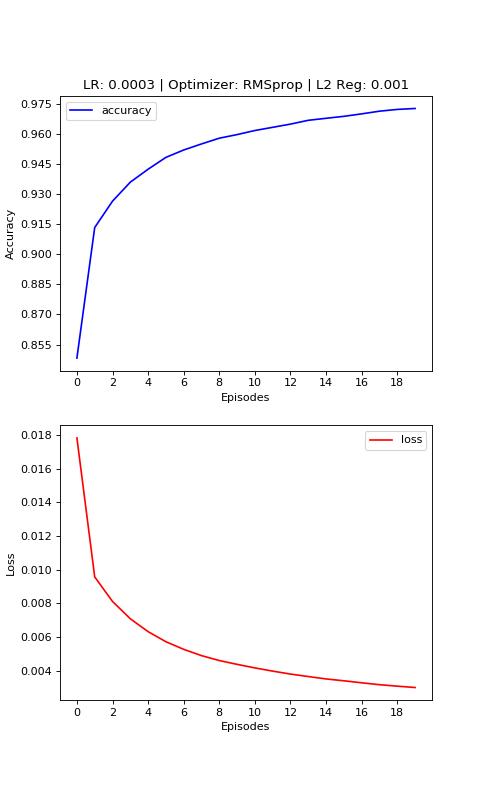 LR: 0.0003 | Optimizer: RMSprop | L2 Reg: 0.001
accuracy
0.975
0.960
0.945
0.930
0.915
0.900
0.885
0.870
0.855
Accuracy
0 2 4 6 8 10 12 14 16 18
Episodes
loss
0.018
0.016
0.014
0.012
0.010
0.008
0.006
0.004
Loss
0 2 4 6 8 10 12 14 16 18
Episodes